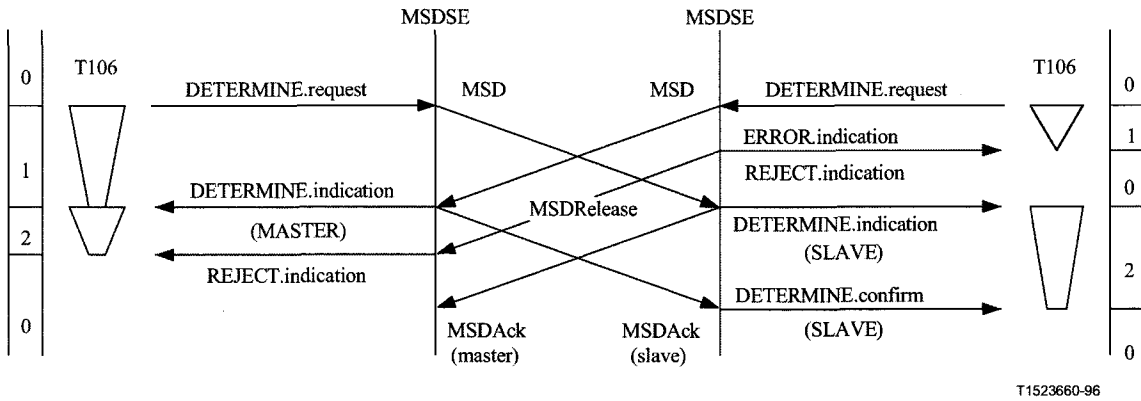 MSDSE MSDSE
T106 T106
0 DETERMINE.request MSD MSD DETERMINE.request 0
ERROR.indication 1
1 DETERMINE.indication REJECT.indication 0
MSDRelease
2 (MASTER) DETERMINE.indication
(SLAVE) 2
REJECT.indication
DETERMINE.confirm
0 MSDAck MSDAck (SLAVE)
(master) (slave) 0
T1523660-96